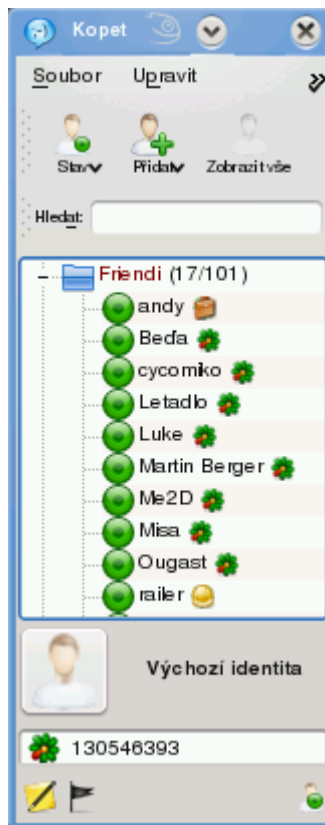 Kopet
Soubor Upravit
Stav Přidat Zobrazit vše
Hledat:
Friendi (17/101)
andy
Beďa
cycomiko
Letadlo
Luke
Martin Berger
Me2D
Misa
Ougast
railer
Výchozí identita
130546393